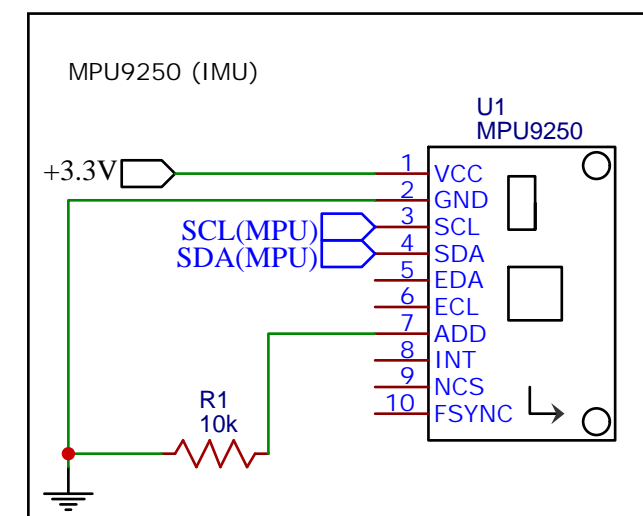 MPU9250 (IMU)
U1
MPU9250
+3.3V
1 VCC
2 GND
SCL(MPU) 3 SCL
SDA(MPU) 4 SDA
5 EDA
6 ECL
7 ADD
8 INT
9 NCS
10 FSYNC
R1
10k